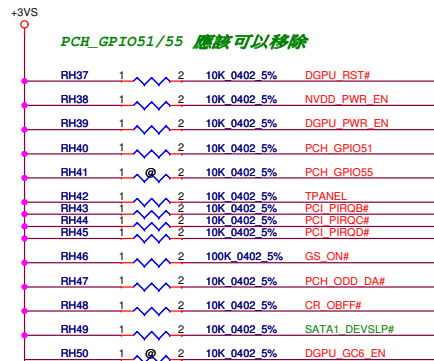 +3VS
PCH_GPIO51/55 應該可以移除
RH37 1 2 10K_0402_5% DGPU_RST#
RH38 1 2 10K_0402_5% NVDD_PWR_EN
RH39 1 2 10K_0402_5% DGPU_PWR_EN
RH40 1 2 10K_0402_5% PCH_GPIO51
RH41 1 @ 2 10K_0402_5% PCH_GPIO55
RH42 1 2 10K_0402_5% TPANEL
RH43 1 2 10K_0402_5% PCI_PIRQB#
RH44 1 2 10K_0402_5% PCI_PIRQC#
RH45 1 2 10K_0402_5% PCI_PIRQD#
RH46 1 2 100K_0402_5% GS_ON#
RH47 1 2 10K_0402_5% PCH_ODD_DA#
RH48 1 2 10K_0402_5% CR_OBFF#
RH49 1 2 10K_0402_5% SATA1_DEVSLP#
RH50 1 @ 2 10K_0402_5% DGPU_GC6_EN